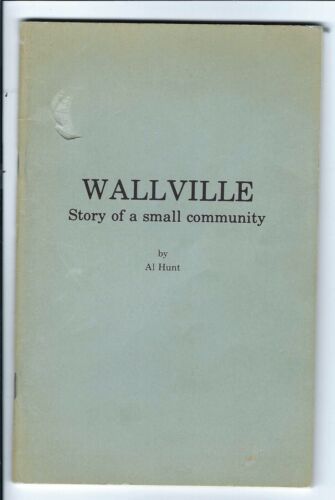 WALLVILLE
Story of a small community
by
Al Hunt